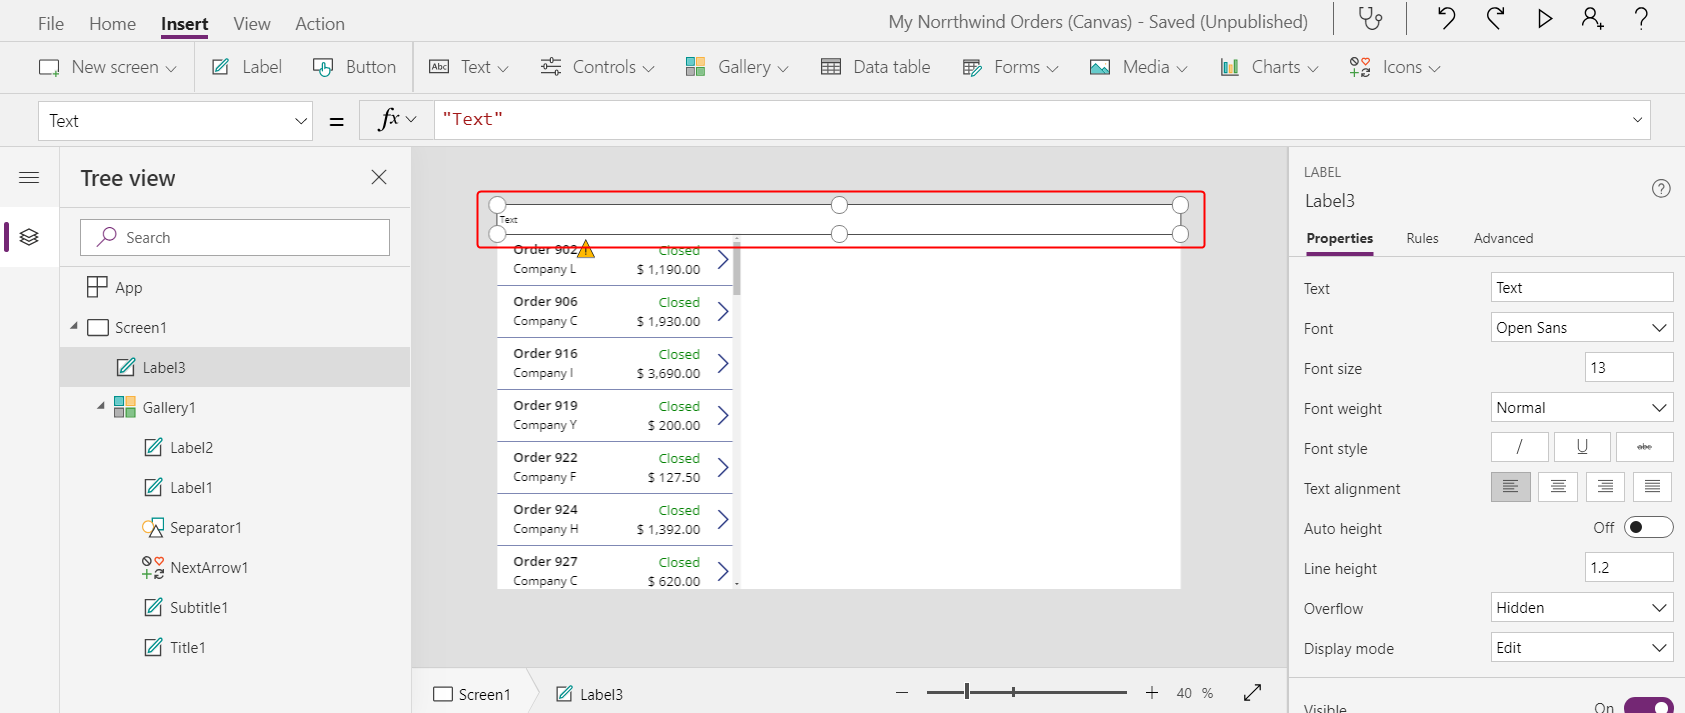 File Home Insert View Action My Norrthwind Orders (Canvas) - Saved (Unpublished) ?
New screen Label Button Abc Text Controls Gallery Data table Forms Media Charts Icons
Text = fx "Text"
Tree view
Search
App
Screen1
Label3
Gallery1
Label2
Label1
Separator1
NextArrow1
Subtitle1
Title1
Text
Order 902 Closed
Company L $ 1,190.00
Order 906 Closed
Company C $ 1,930.00
Order 916 Closed
Company I $ 3,690.00
Order 919 Closed
Company Y $ 200.00
Order 922 Closed
Company F $ 127.50
Order 924 Closed
Company H $ 1,392.00
Order 927 Closed
Company C $ 620.00
Screen1 Label3 40 %
LABEL
Label3 ?
Properties Rules Advanced
Text Text
Font Open Sans
Font size 13
Font weight Normal
Font style / U abc
Text alignment
Auto height Off
Line height 1.2
Overflow Hidden
Display mode Edit
Visible On